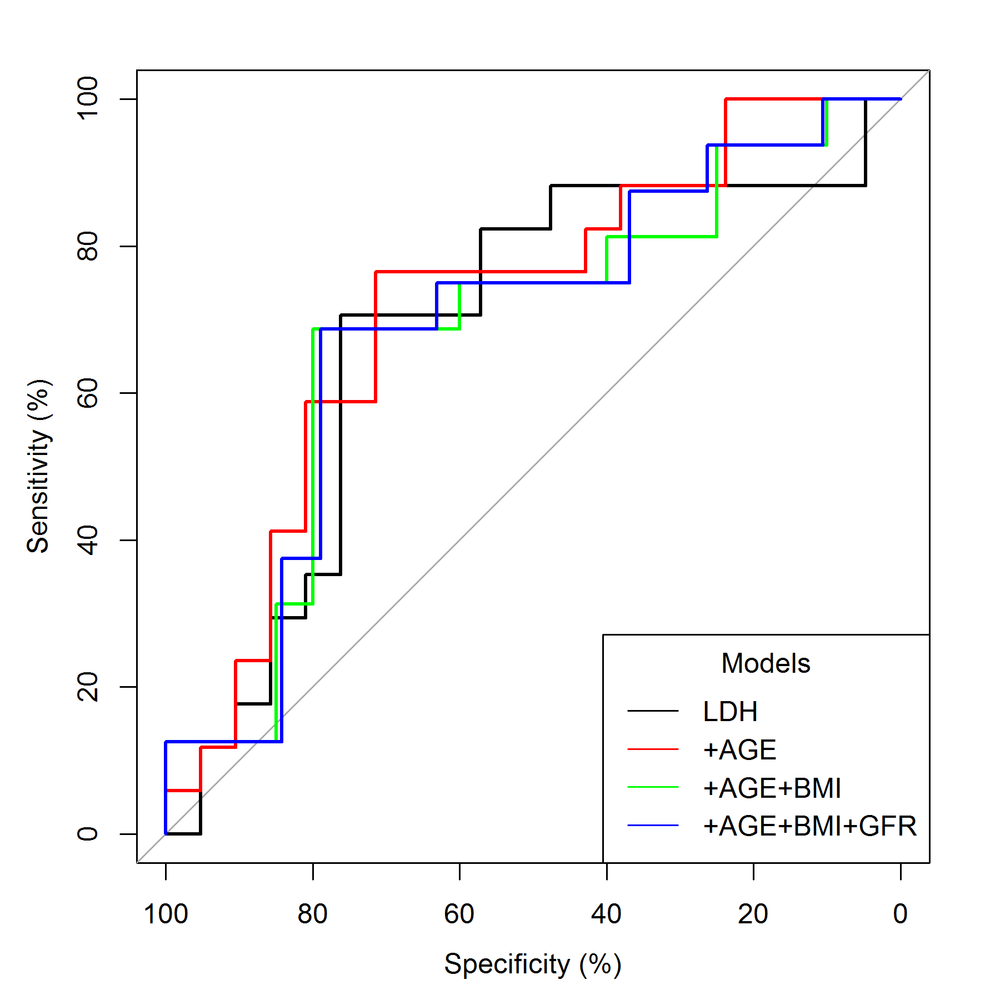 100
80
60
40
20
0
Sensitivity (%)
Models
LDH
+AGE
+AGE+BMI
+AGE+BMI+GFR
100 80 60 40 20 0
Specificity (%)